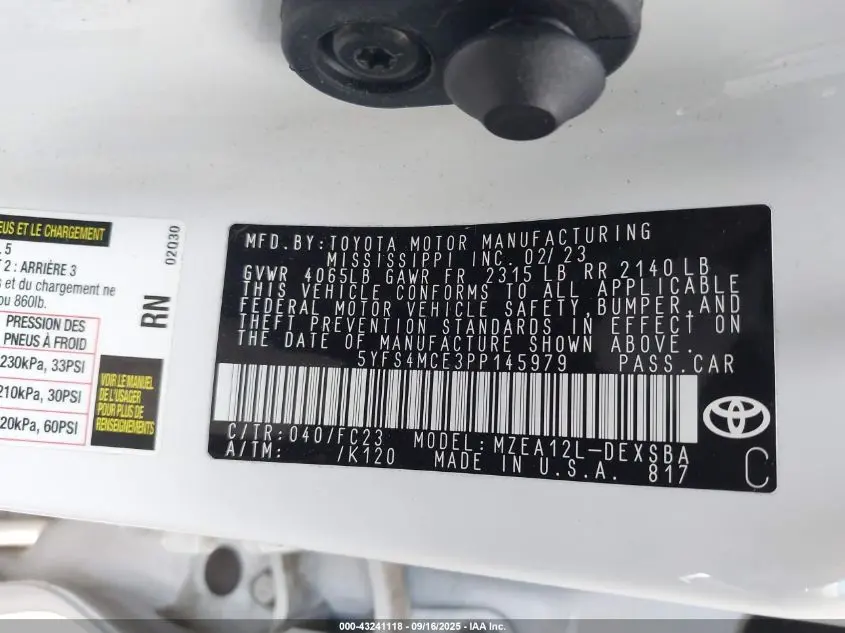 EUS ET LE CHARGEMENT
L 5
T 2 : ARRIÈRE 3
s et du chargement ne
ou 860lb.
PRESSION DES
PNEUS À FROID
230kPa, 33PSI
210kPa, 30PSI
20kPa, 60PSI
VOIR LE MANUEL
DE L'USAGER
POUR PLUS DE
RENSEIGNEMENTS
RN
02030
MFD. BY: TOYOTA MOTOR MANUFACTURING
MISSISSIPPI INC. 02/23
GVWR 4065LB GAWR FR 2315 LB RR 2140 LB
THIS VEHICLE CONFORMS TO ALL APPLICABLE
FEDERAL MOTOR VEHICLE SAFETY, BUMPER, AND
THEFT PREVENTION STANDARDS IN EFFECT ON
THE DATE OF MANUFACTURE SHOWN ABOVE.
5YFS4MCE3PP145979 PASS. CAR
C/TR: 040/FC23 MODEL: MZEA12L-DEXSBA
A/TM: /K120 MADE IN U.S.A. 817
C
000-43241118 - 09/16/2025 - IAA Inc.